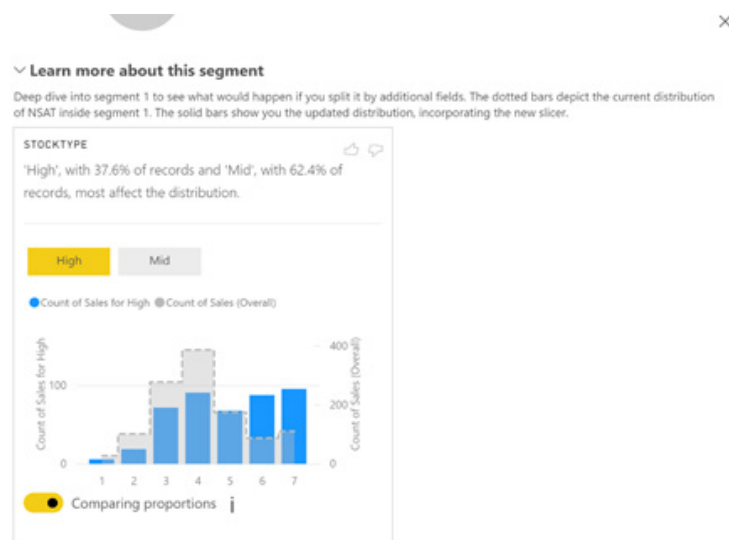 Learn more about this segment
Deep dive into segment 1 to see what would happen if you split it by additional fields. The dotted bars depict the current distribution
of NSAT inside segment 1. The solid bars show you the updated distribution, incorporating the new slicer.
STOCKTYPE
'High', with 37.6% of records and 'Mid', with 62.4% of
records, most affect the distribution.
High Mid
Count of Sales for High Count of Sales (Overall)
Count of Sales for High
100
0
400
200
0
Count of Sales (Overall)
1 2 3 4 5 6 7
Comparing proportions i